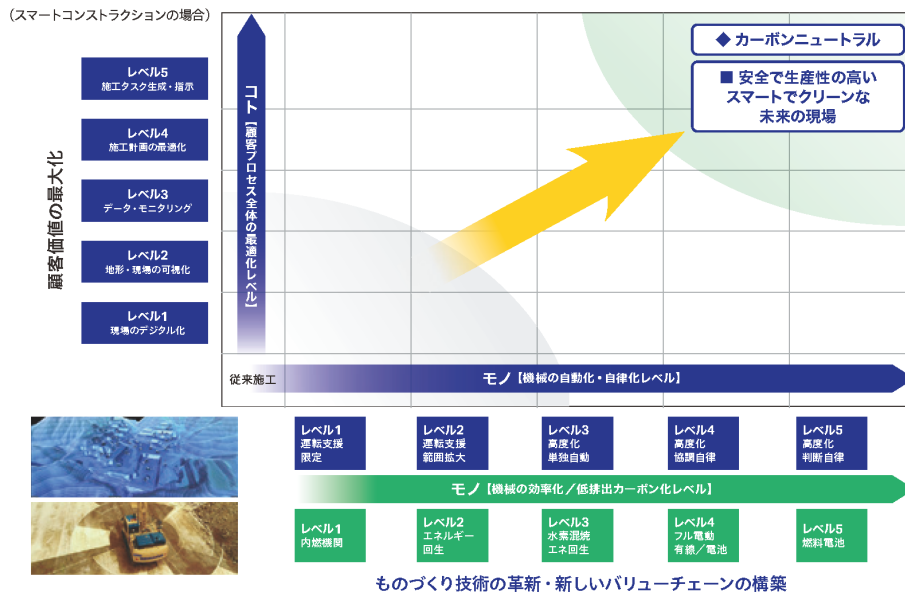 （スマートコンストラクションの場合）
◆ カーボンニュートラル
■ 安全で生産性の高い
スマートでクリーンな
未来の現場
顧客価値の最大化
レベル5
施工タスク生成・指示
レベル4
施工計画の最適化
レベル3
データ・モニタリング
レベル2
地形・現場の可視化
レベル1
現場のデジタル化
コト【顧客プロセス全体の最適化レベル】
従来施工
モノ【機械の自動化・自律化レベル】
レベル1
運転支援
限定
レベル2
運転支援
範囲拡大
レベル3
高度化
単独自動
レベル4
高度化
協調自律
レベル5
高度化
判断自律
モノ【機械の効率化／低排出カーボン化レベル】
レベル1
内燃機関
レベル2
エネルギー
回生
レベル3
水素混焼
エネ回生
レベル4
フル電動
有線／電池
レベル5
燃料電池
ものづくり技術の革新・新しいバリューチェーンの構築